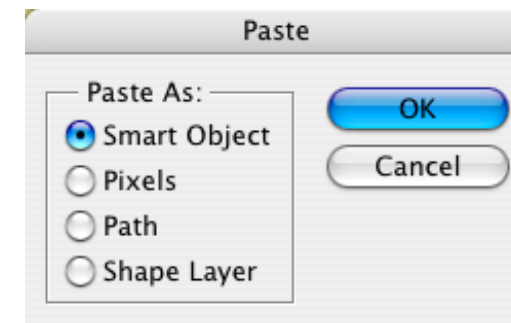 Paste
Paste As:
Smart Object
Pixels
Path
Shape Layer
OK
Cancel